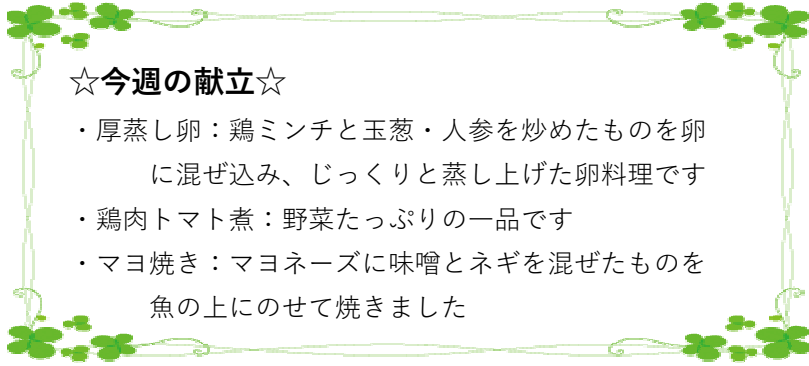 ☆今週の献立☆
・厚蒸し卵：鶏ミンチと玉葱・人参を炒めたものを卵
に混ぜ込み、じっくりと蒸し上げた卵料理です
・鶏肉トマト煮：野菜たっぷりの一品です
・マヨ焼き：マヨネーズに味噌とネギを混ぜたものを
魚の上にのせて焼きました